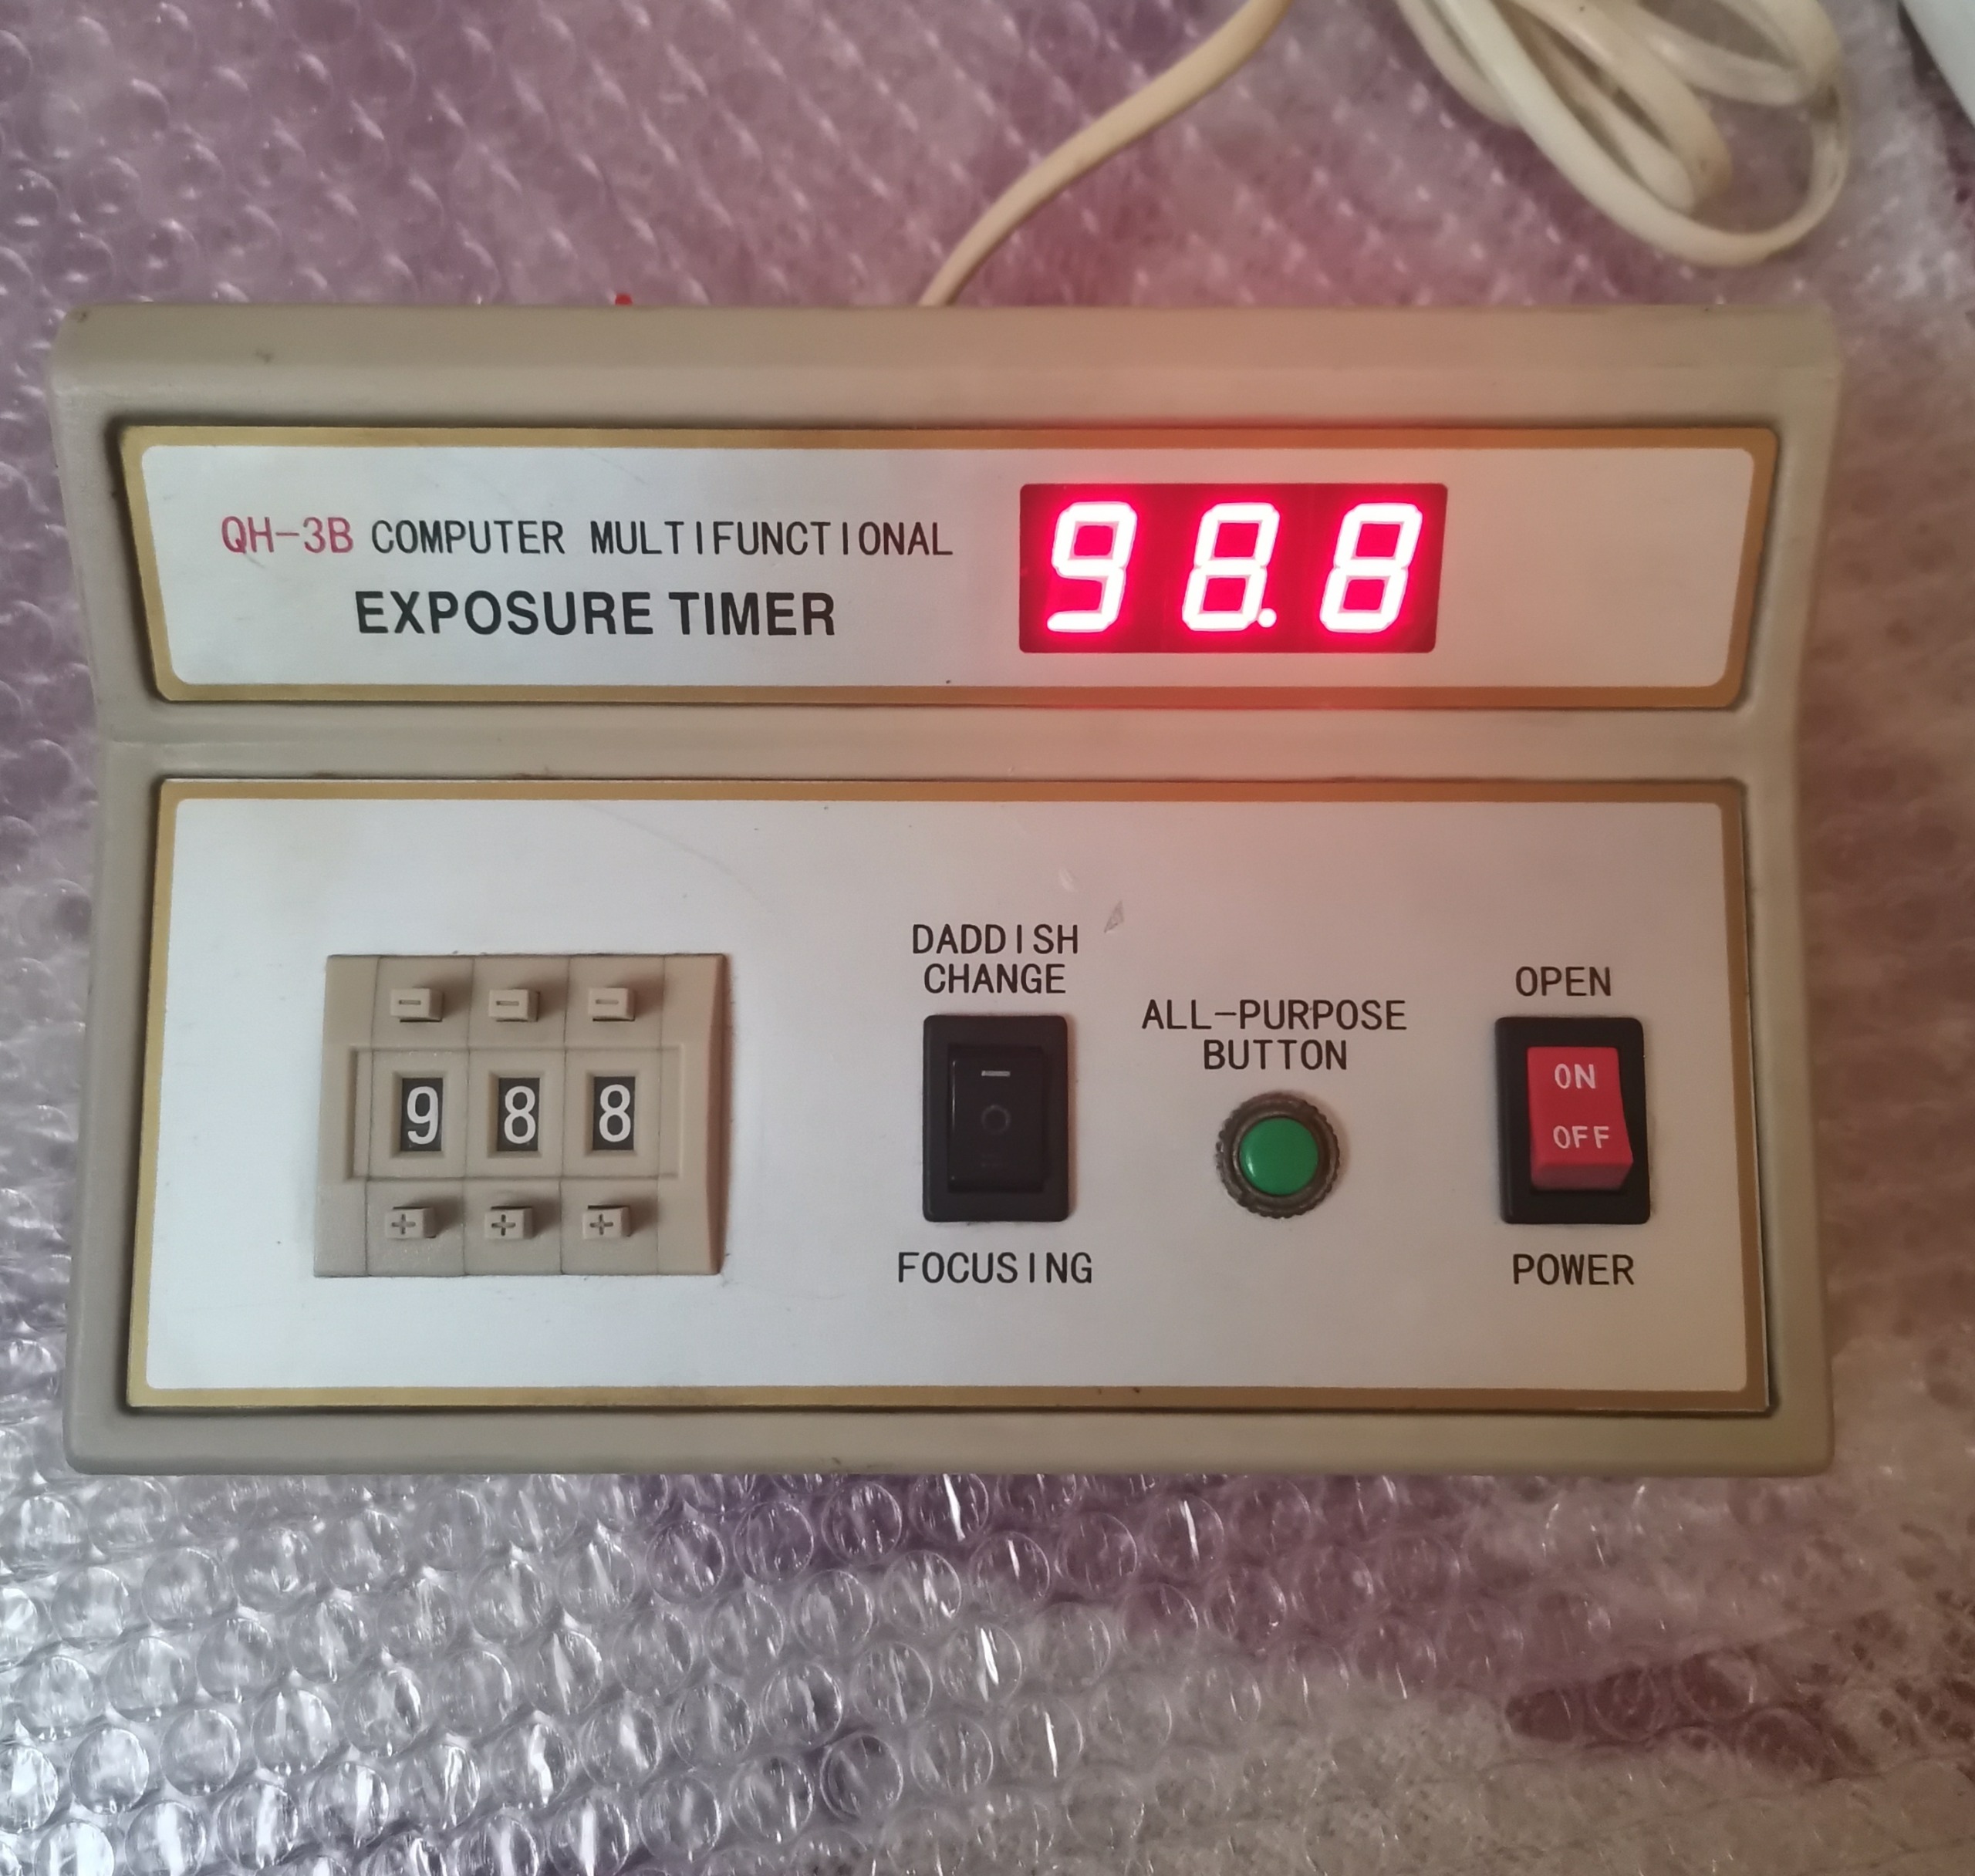 QH-3B COMPUTER MULTIFUNCTIONAL
EXPOSURE TIMER
98.8
DADDISH
CHANGE
OPEN
ALL-PURPOSE
BUTTON
ON
OFF
- - -
9 8 8
+ + +
FOCUSING
POWER